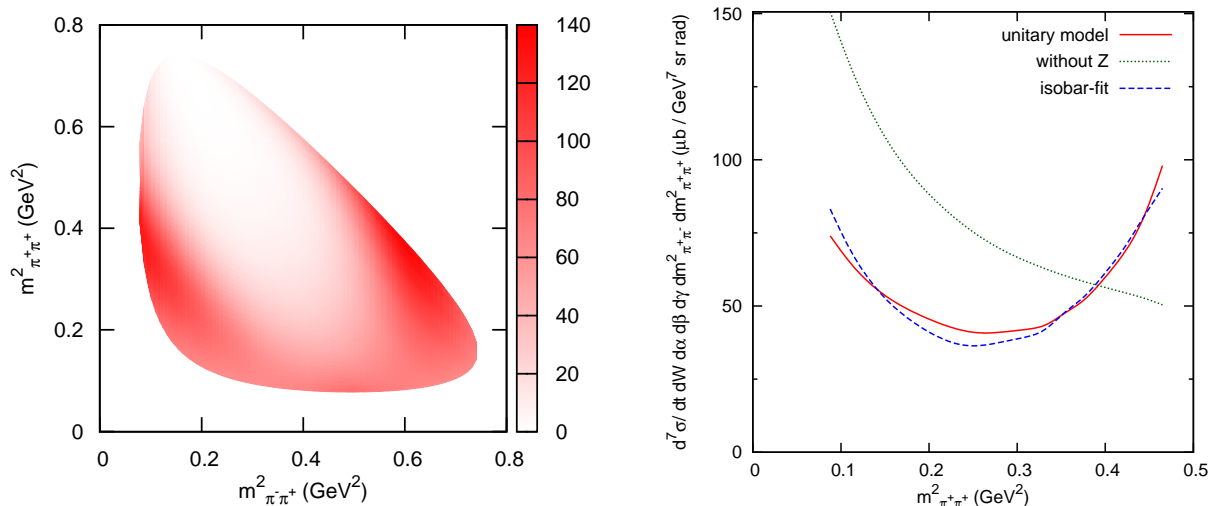 0.8
0.6
0.4
0.2
0
0 0.2 0.4 0.6 0.8
m²π⁺π⁺ (GeV²)
m²π⁻π⁺ (GeV²)
140
120
100
80
60
40
20
0
150
100
50
0
0 0.1 0.2 0.3 0.4 0.5
d⁷σ/ dt dW dα dβ dγ dm²π⁺π⁻ dm²π⁺π⁺ (μb / GeV⁷ sr rad)
m²π⁺π⁺ (GeV²)
unitary model
without Z
isobar-fit